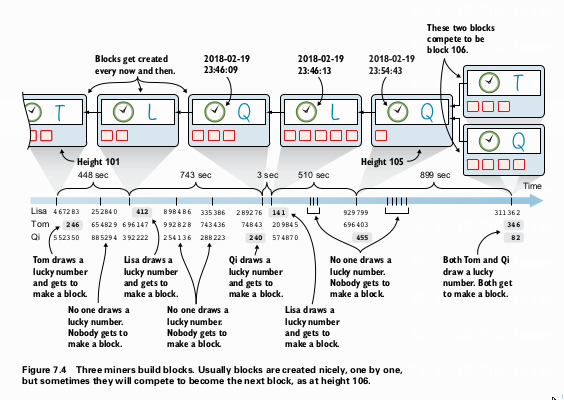 These two blocks
compete to be
block 106.
Blocks get created
every now and then.
2018-02-19
23:46:09
2018-02-19
23:46:13
2018-02-19
23:54:43
T
L
Q
L
Q
T
Q
Height 101
Height 105
448 sec
743 sec
3 sec
510 sec
899 sec
Time
Lisa 467283 252840 412 898486 335386 289276 141 929799 311362
Tom 246 654829 696147 992828 743436 74843 209845 696403 346
Qi 552350 885294 392222 254136 288223 240 574870 455 82
Tom draws a
lucky number
and gets to
make a block.
Lisa draws a
lucky number
and gets to
make a block.
Qi draws a
lucky number
and gets to
make a block.
No one draws a
lucky number.
Nobody gets to
make a block.
Both Tom and Qi
draw a lucky
number. Both get
to make a block.
No one draws a
lucky number.
Nobody gets to
make a block.
No one draws a
lucky number.
Nobody gets to
make a block.
Lisa draws a
lucky number
and gets to
make a block.
Figure 7.4 Three miners build blocks. Usually blocks are created nicely, one by one,
but sometimes they will compete to become the next block, as at height 106.